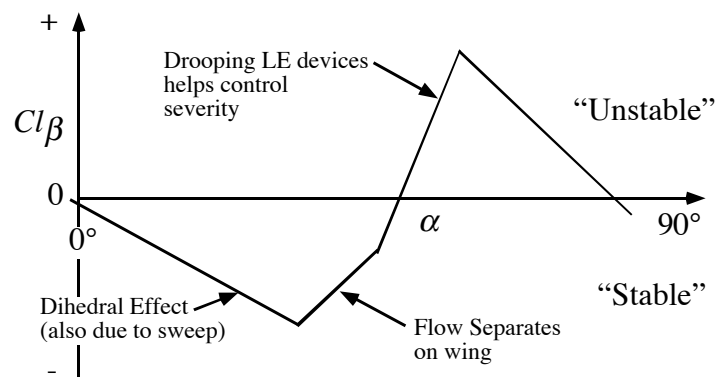 +
Drooping LE devices
helps control
severity
“Unstable”
Clβ
0
0°
α
90°
“Stable”
Dihedral Effect
(also due to sweep)
Flow Separates
on wing
-